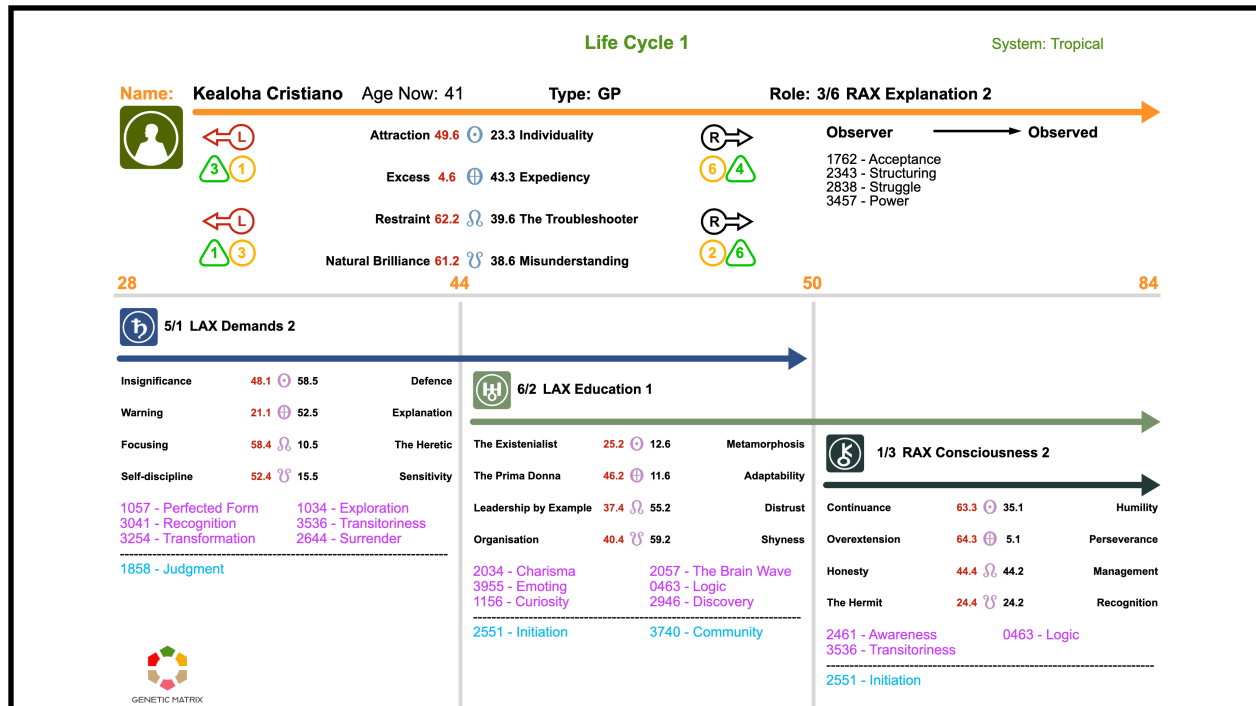 Life Cycle 1
System: Tropical
Name: Kealoha Cristiano Age Now: 41 Type: GP Role: 3/6 RAX Explanation 2
L
3 1
Attraction 49.6 23.3 Individuality
R
6 4
Excess 4.6 43.3 Expediency
L
1 3
Restraint 62.2 39.6 The Troubleshooter
R
2 6
Natural Brilliance 61.2 38.6 Misunderstanding
Observer Observed
1762 - Acceptance
2343 - Structuring
2838 - Struggle
3457 - Power
28 44 50 84
5/1 LAX Demands 2
Insignificance 48.1 58.5 Defence
Warning 21.1 52.5 Explanation
Focusing 58.4 10.5 The Heretic
Self-discipline 52.4 15.5 Sensitivity
1057 - Perfected Form 1034 - Exploration
3041 - Recognition 3536 - Transitoriness
3254 - Transformation 2644 - Surrender
1858 - Judgment
6/2 LAX Education 1
The Existenialist 25.2 12.6 Metamorphosis
The Prima Donna 46.2 11.6 Adaptability
Leadership by Example 37.4 55.2 Distrust
Organisation 40.4 59.2 Shyness
2034 - Charisma 2057 - The Brain Wave
3955 - Emoting 0463 - Logic
1156 - Curiosity 2946 - Discovery
2551 - Initiation 3740 - Community
1/3 RAX Consciousness 2
Continuance 63.3 35.1 Humility
Overextension 64.3 5.1 Perseverance
Honesty 44.4 44.2 Management
The Hermit 24.4 24.2 Recognition
2461 - Awareness 0463 - Logic
3536 - Transitoriness
2551 - Initiation
GENETIC MATRIX